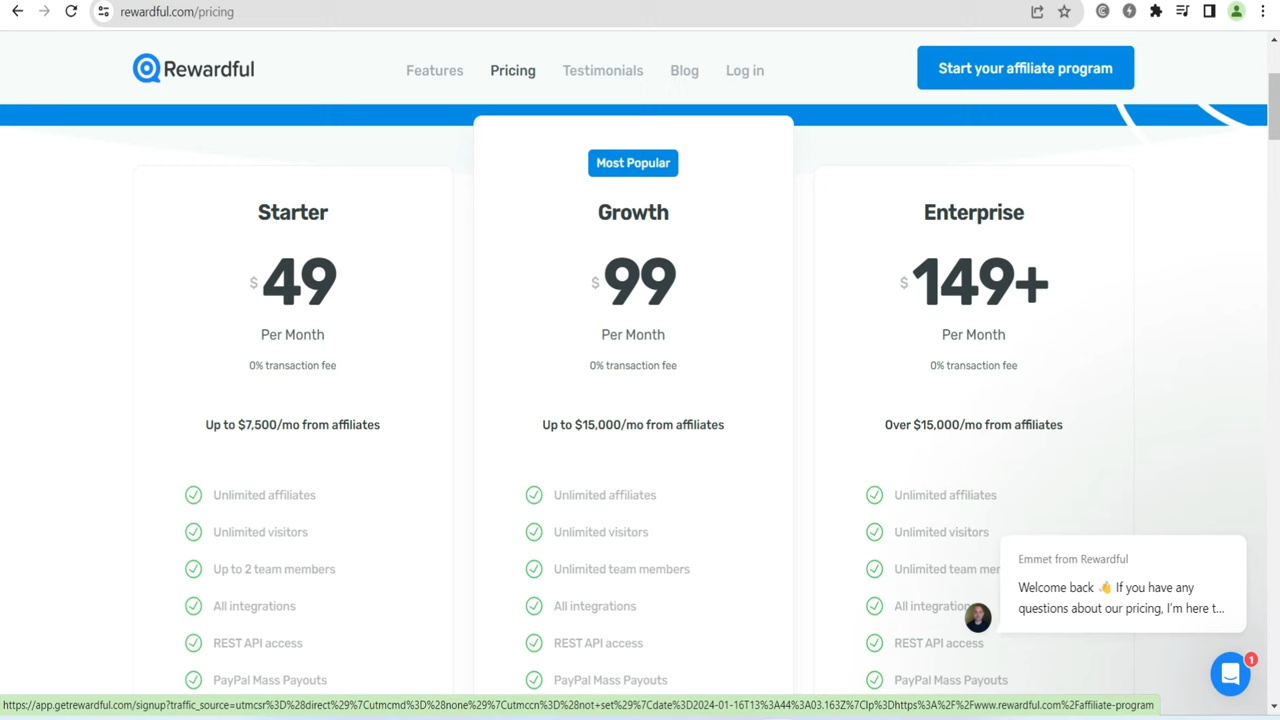 rewardful.com/pricing
Rewardful
Features
Pricing
Testimonials
Blog
Log in
Start your affiliate program
Starter
$49
Per Month
0% transaction fee
Up to $7,500/mo from affiliates
Unlimited affiliates
Unlimited visitors
Up to 2 team members
All integrations
REST API access
PayPal Mass Payouts
Most Popular
Growth
$99
Per Month
0% transaction fee
Up to $15,000/mo from affiliates
Unlimited affiliates
Unlimited visitors
Unlimited team members
All integrations
REST API access
PayPal Mass Payouts
Enterprise
$149+
Per Month
0% transaction fee
Over $15,000/mo from affiliates
Unlimited affiliates
Unlimited visitors
Unlimited team mer
All integration
REST API access
PayPal Mass Payouts
Emmet from Rewardful
Welcome back 👋 If you have any
questions about our pricing, I'm here t...
1
https://app.getrewardful.com/signup?traffic_source=utmcsr%3D%28direct%29%7Cutmcmd%3D%28none%29%7Cutmccn%3D%28not+set%29%7Cdate%3D2024-01-16T13%3A44%3A03.163Z%7Clp%3Dhttps%3A%2F%2Fwww.rewardful.com%2Faffiliate-program